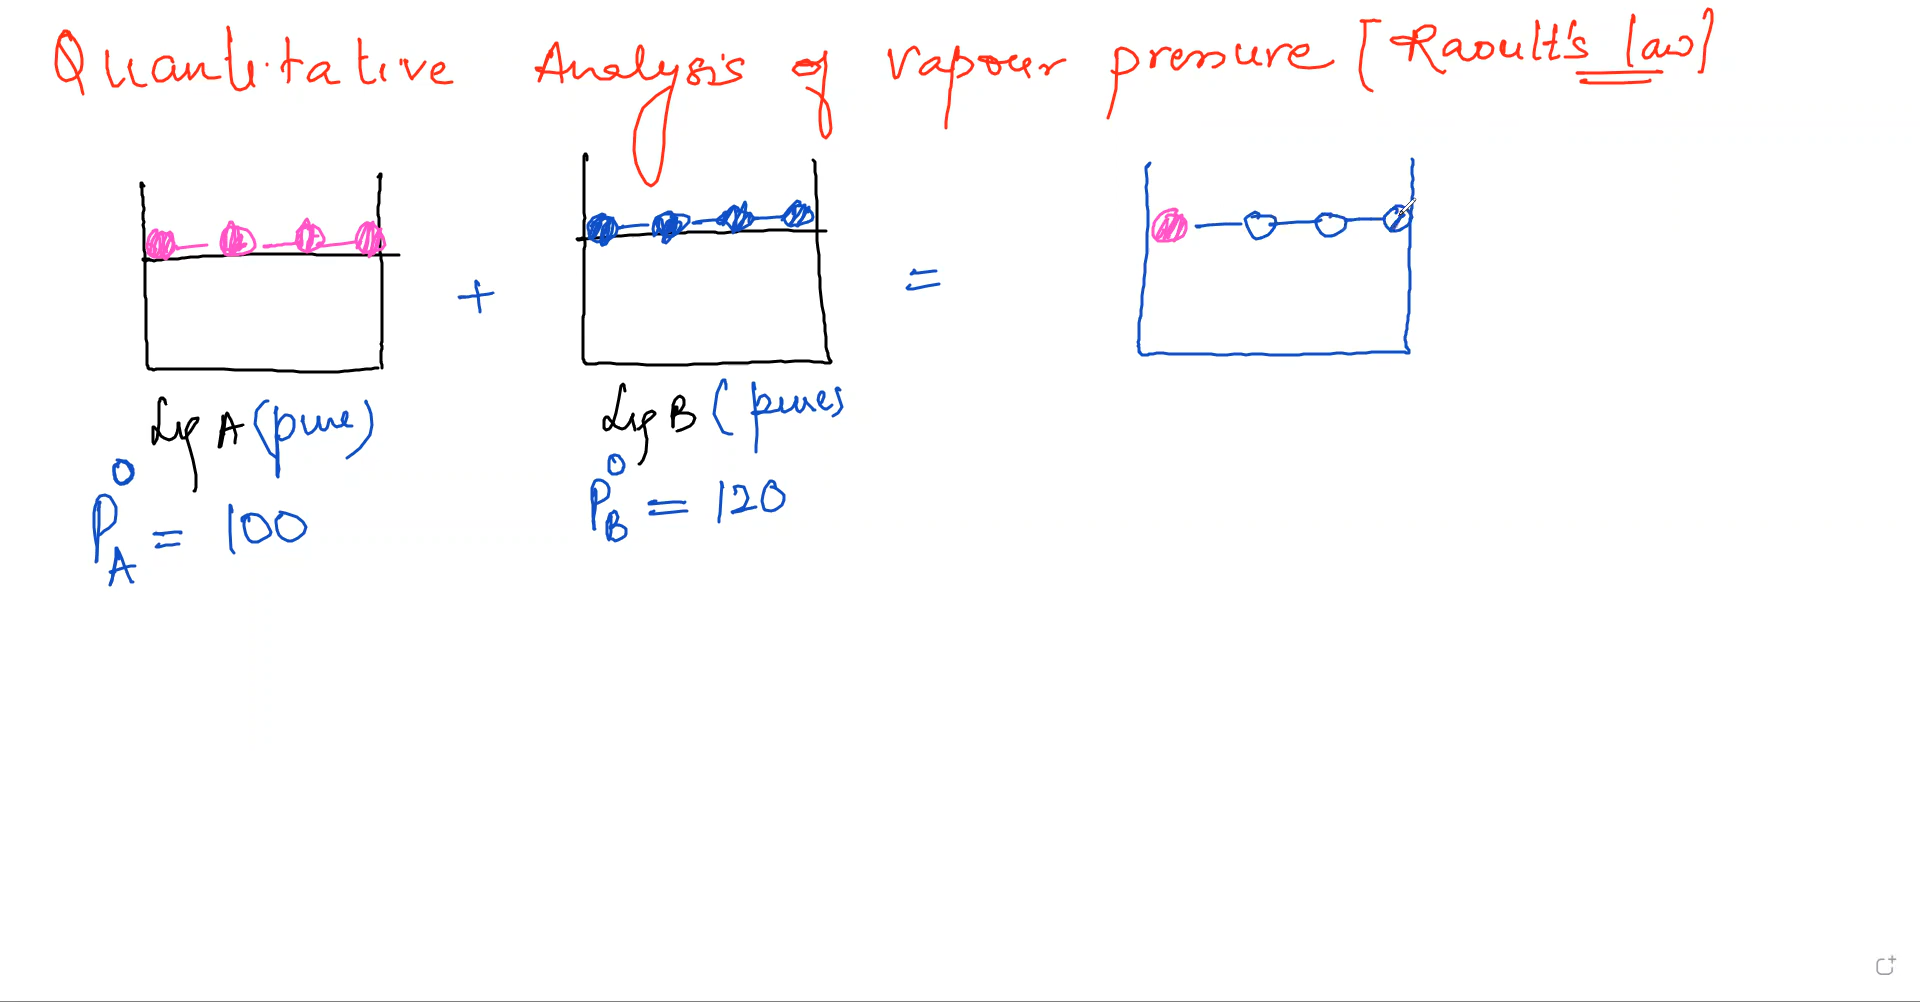 Quantitative Analysis of vapour pressure [Raoult's law]
+ =
Liq A (pure) Liq B (pure)
P°A = 100 P°B = 120